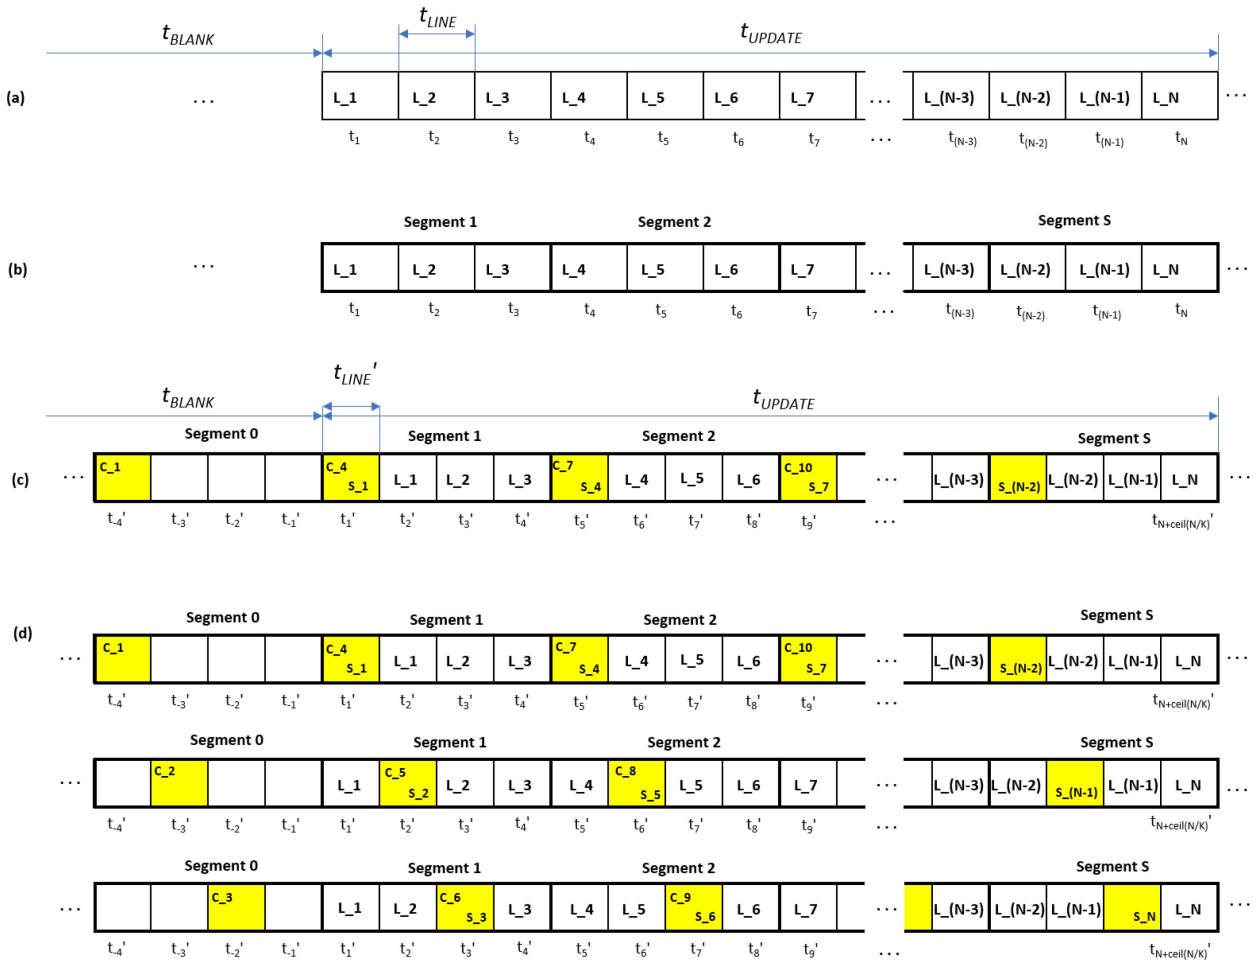 t_BLANK t_LINE t_UPDATE
(a) ... L_1 L_2 L_3 L_4 L_5 L_6 L_7 ... L_(N-3) L_(N-2) L_(N-1) L_N ...
t1 t2 t3 t4 t5 t6 t7 ... t(N-3) t(N-2) t(N-1) tN
Segment 1 Segment 2 Segment S
(b) ... L_1 L_2 L_3 L_4 L_5 L_6 L_7 ... L_(N-3) L_(N-2) L_(N-1) L_N ...
t1 t2 t3 t4 t5 t6 t7 ... t(N-3) t(N-2) t(N-1) tN
t_LINE'
t_BLANK t_UPDATE
Segment 0 Segment 1 Segment 2 Segment S
(c) ... C_1 C_4 S_1 L_1 L_2 L_3 C_7 S_4 L_4 L_5 L_6 C_10 S_7 ... L_(N-3) S_(N-2) L_(N-2) L_(N-1) L_N ...
t-4' t-3' t-2' t-1' t1' t2' t3' t4' t5' t6' t7' t8' t9' ... tN+ceil(N/K)'
(d)
Segment 0 Segment 1 Segment 2 Segment S
... C_1 C_4 S_1 L_1 L_2 L_3 C_7 S_4 L_4 L_5 L_6 C_10 S_7 ... L_(N-3) S_(N-2) L_(N-2) L_(N-1) L_N ...
t-4' t-3' t-2' t-1' t1' t2' t3' t4' t5' t6' t7' t8' t9' ... tN+ceil(N/K)'
Segment 0 Segment 1 Segment 2 Segment S
... C_2 L_1 C_5 S_2 L_2 L_3 L_4 C_8 S_5 L_5 L_6 L_7 ... L_(N-3) L_(N-2) S_(N-1) L_(N-1) L_N ...
t-4' t-3' t-2' t-1' t1' t2' t3' t4' t5' t6' t7' t8' t9' ... tN+ceil(N/K)'
Segment 0 Segment 1 Segment 2 Segment S
... C_3 L_1 L_2 C_6 S_3 L_3 L_4 L_5 C_9 S_6 L_6 L_7 ... L_(N-3) L_(N-2) L_(N-1) S_N L_N ...
t-4' t-3' t-2' t-1' t1' t2' t3' t4' t5' t6' t7' t8' t9' ... tN+ceil(N/K)'